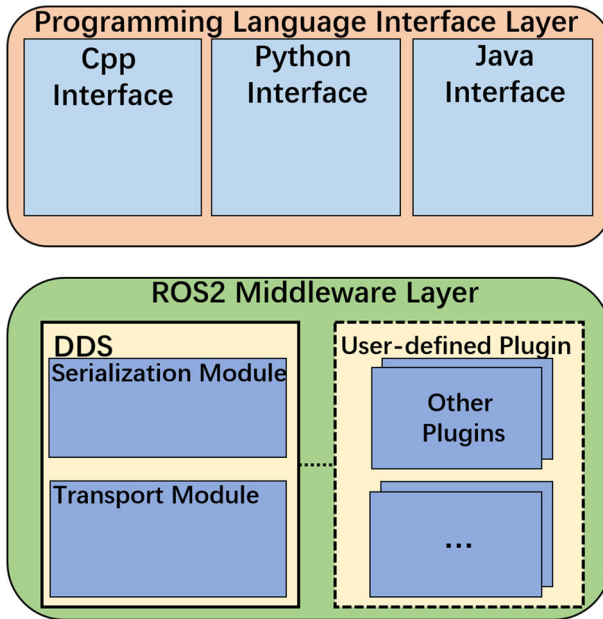 Programming Language Interface Layer
Cpp
Interface
Python
Interface
Java
Interface
ROS2 Middleware Layer
DDS
Serialization Module
Transport Module
User-defined Plugin
Other
Plugins
...